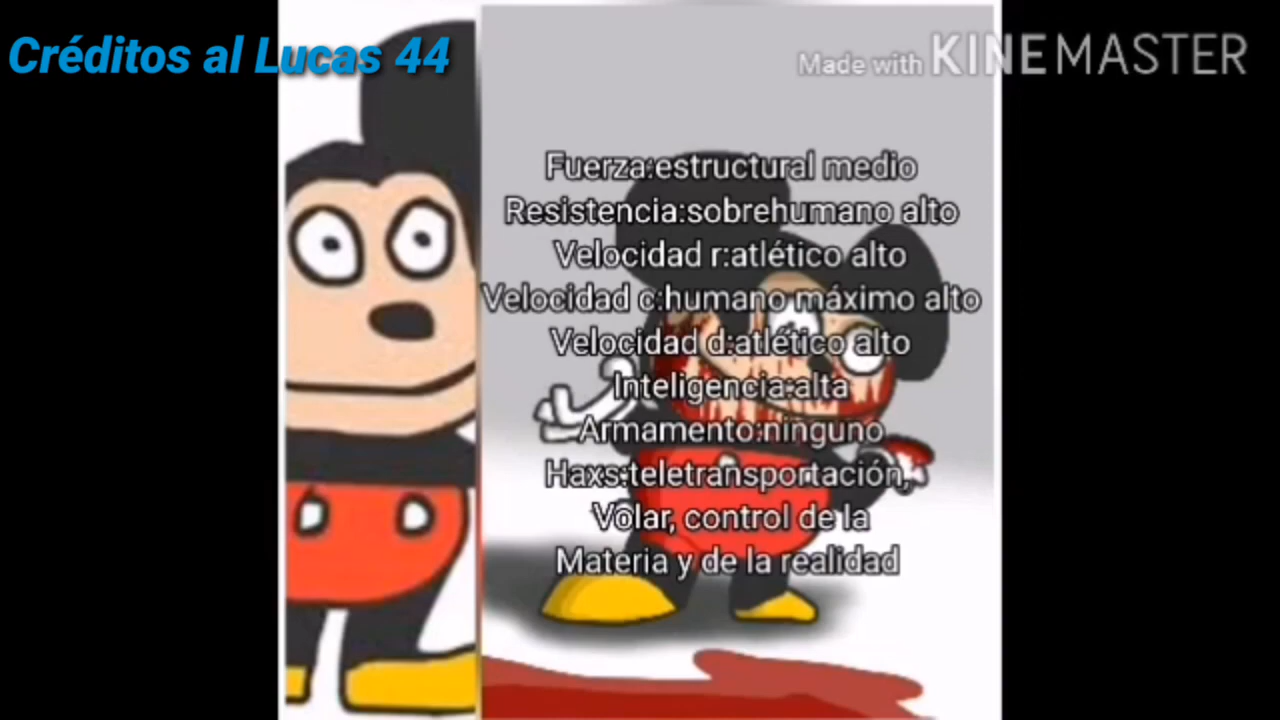 Créditos al Lucas 44
Made with KINEMASTER
Fuerza:estructural medio
Resistencia:sobrehumano alto
Velocidad r:atlético alto
Velocidad c:humano máximo alto
Velocidad d:atlético alto
Inteligencia:alta
Armamento:ninguno
Haxs:teletransportación,
Volar, control de la
Materia y de la realidad